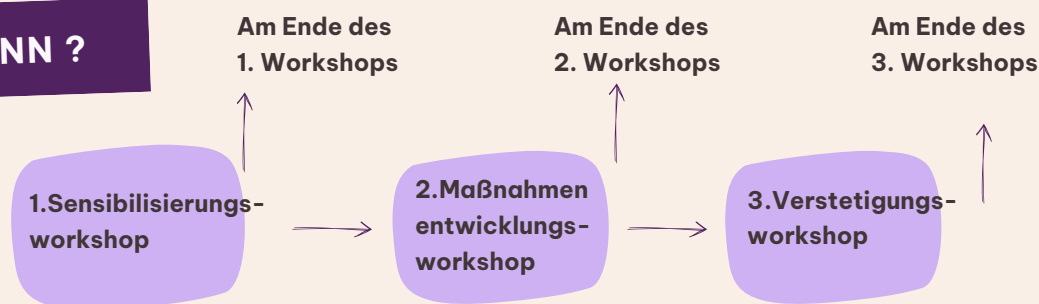 NN ?
Am Ende des
1. Workshops
Am Ende des
2. Workshops
Am Ende des
3. Workshops
1.Sensibilisierungs-
workshop
2.Maßnahmen
entwicklungs-
workshop
3.Verstetigungs-
workshop